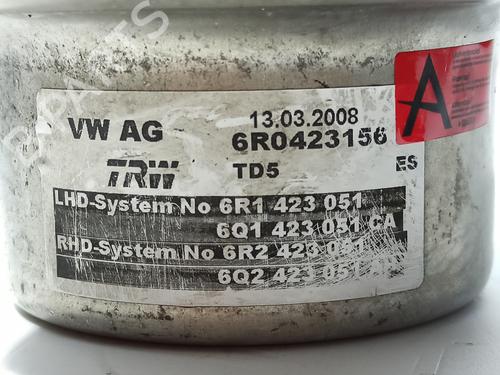 VW AG
13.03.2008
6R0423156
TRW
TD5
ES
LHD-System No 6R1 423 051
6Q1 423 051 CA
RHD-System No 6R2 423 051
6Q2 423 051
A